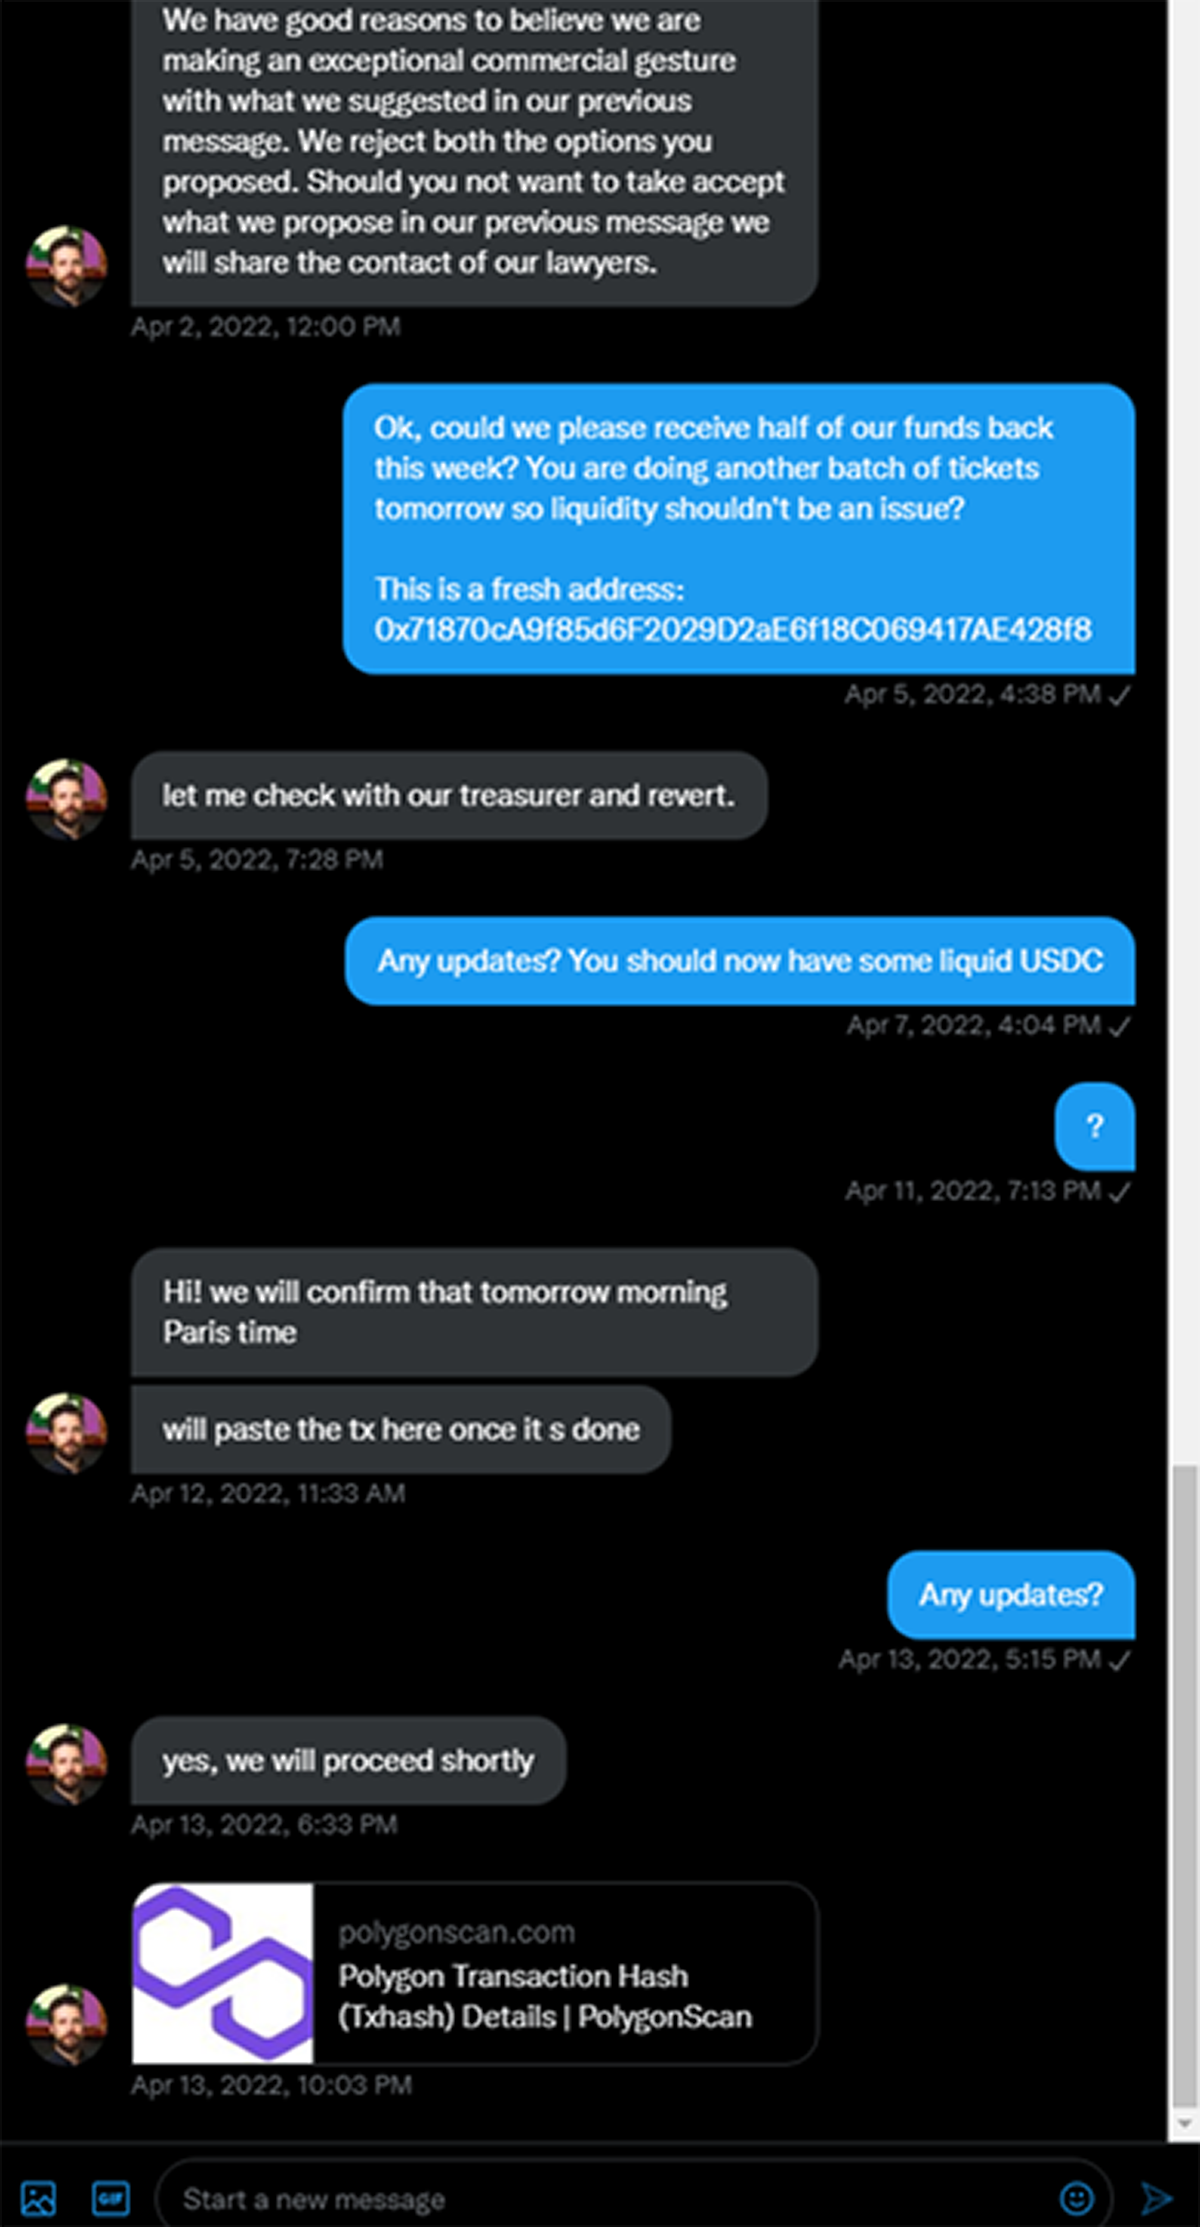 We have good reasons to believe we are
making an exceptional commercial gesture
with what we suggested in our previous
message. We reject both the options you
proposed. Should you not want to take accept
what we propose in our previous message we
will share the contact of our lawyers.
Apr 2, 2022, 12:00 PM
Ok, could we please receive half of our funds back
this week? You are doing another batch of tickets
tomorrow so liquidity shouldn't be an issue?
This is a fresh address:
0x71870cA9f85d6F2029D2aE6f18C069417AE428f8
Apr 5, 2022, 4:38 PM ✓
let me check with our treasurer and revert.
Apr 5, 2022, 7:28 PM
Any updates? You should now have some liquid USDC
Apr 7, 2022, 4:04 PM ✓
?
Apr 11, 2022, 7:13 PM ✓
Hi! we will confirm that tomorrow morning
Paris time
will paste the tx here once it s done
Apr 12, 2022, 11:33 AM
Any updates?
Apr 13, 2022, 5:15 PM ✓
yes, we will proceed shortly
Apr 13, 2022, 6:33 PM
polygonscan.com
Polygon Transaction Hash
(Txhash) Details | PolygonScan
Apr 13, 2022, 10:03 PM
GIF
Start a new message